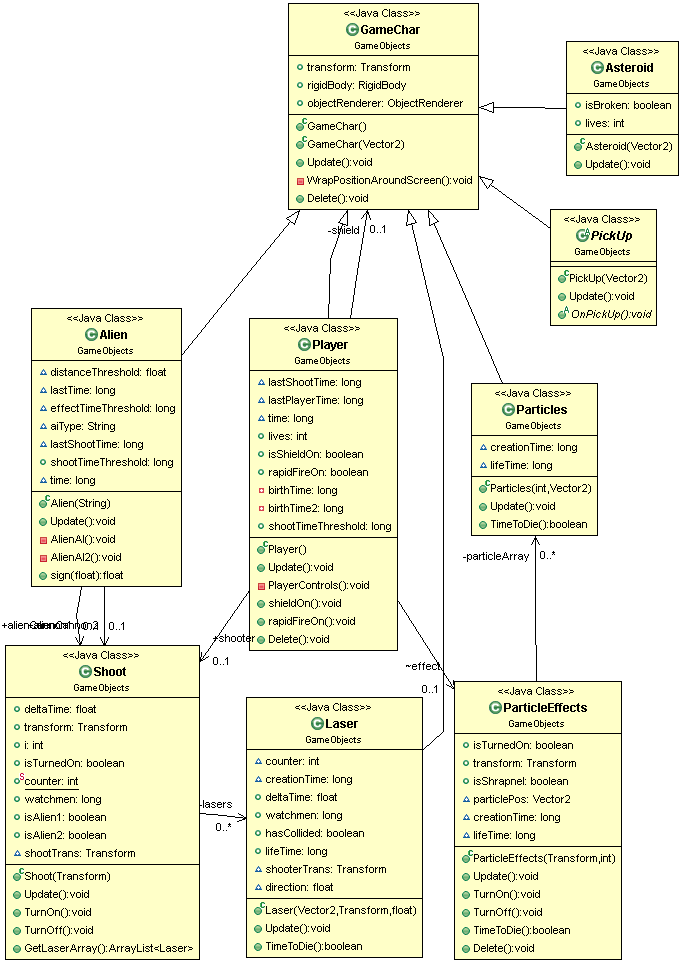 <<Java Class>>
GameChar
GameObjects
transform: Transform
rigidBody: RigidBody
objectRenderer: ObjectRenderer
GameChar()
GameChar(Vector2)
Update():void
WrapPositionAroundScreen():void
Delete():void
<<Java Class>>
Asteroid
GameObjects
isBroken: boolean
lives: int
Asteroid(Vector2)
Update():void
<<Java Class>>
PickUp
GameObjects
PickUp(Vector2)
Update():void
OnPickUp():void
-shield
0..1
<<Java Class>>
Alien
GameObjects
distanceThreshold: float
lastTime: long
effectTimeThreshold: long
aiType: String
lastShootTime: long
shootTimeThreshold: long
time: long
Alien(String)
Update():void
AlienAI():void
AlienAI2():void
sign(float):float
<<Java Class>>
Player
GameObjects
lastShootTime: long
lastPlayerTime: long
time: long
lives: int
isShieldOn: boolean
rapidFireOn: boolean
birthTime: long
birthTime2: long
shootTimeThreshold: long
Player()
Update():void
PlayerControls():void
shieldOn():void
rapidFireOn():void
Delete():void
<<Java Class>>
Particles
GameObjects
creationTime: long
lifeTime: long
Particles(int,Vector2)
Update():void
TimeToDie():boolean
-particleArray
0..*
0..1
+shooter
0..1
~effect
0..1
<<Java Class>>
Shoot
GameObjects
deltaTime: float
transform: Transform
i: int
isTurnedOn: boolean
counter: int
watchmen: long
isAlien1: boolean
isAlien2: boolean
shootTrans: Transform
Shoot(Transform)
Update():void
TurnOn():void
TurnOff():void
GetLaserArray():ArrayList<Laser>
-lasers
0..*
<<Java Class>>
Laser
GameObjects
counter: int
creationTime: long
deltaTime: float
watchmen: long
hasCollided: boolean
lifeTime: long
shooterTrans: Transform
direction: float
Laser(Vector2,Transform,float)
Update():void
TimeToDie():boolean
<<Java Class>>
ParticleEffects
GameObjects
isTurnedOn: boolean
transform: Transform
isShrapnel: boolean
particlePos: Vector2
creationTime: long
lifeTime: long
ParticleEffects(Transform,int)
Update():void
TurnOn():void
TurnOff():void
TimeToDie():boolean
Delete():void